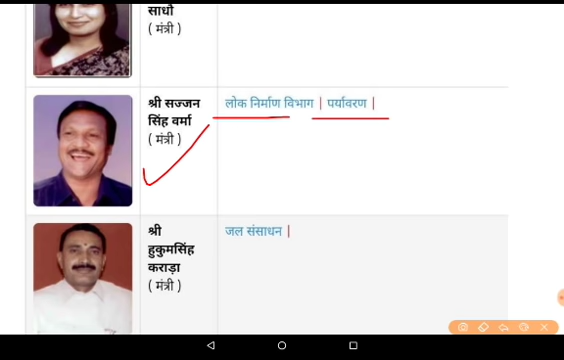 साधौ
( मंत्री )
श्री सज्जन
सिंह वर्मा
( मंत्री )
लोक निर्माण विभाग | पर्यावरण |
श्री
हुकुमसिंह
कराड़ा
( मंत्री )
जल संसाधन |